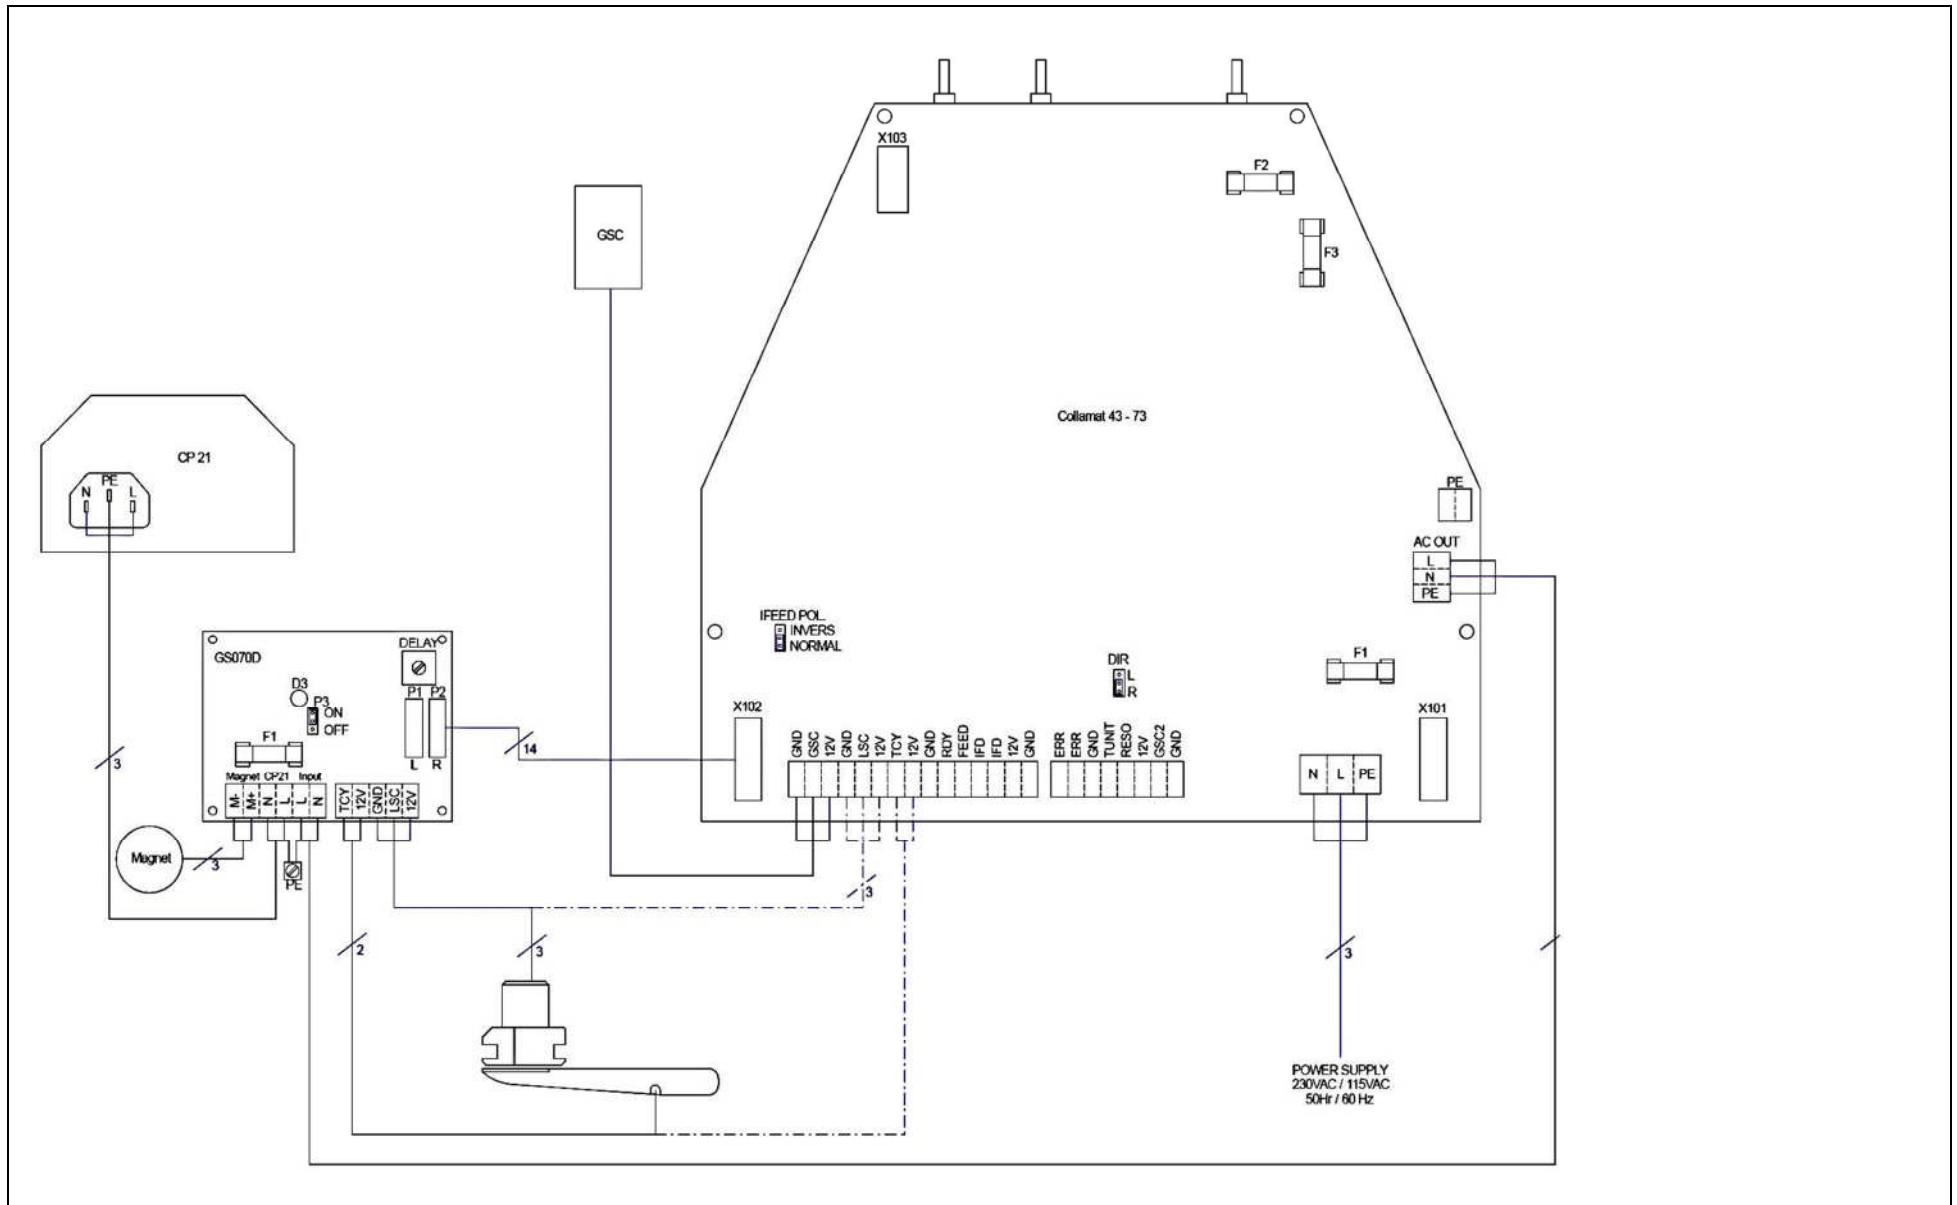 X103
F2
F3
GSC
Collamat 43 - 73
CP 21
N PE L
PE
AC OUT
L
N
PE
IFEED POL.
INVERS
NORMAL
DIR
L
R
F1
X102
X101
GND GSC 12V GND LSC 12V TCY 12V GND RDY FEED IFD IFD 12V GND
ERR ERR GND TUNIT RESO 12V GSC2 GND
N L PE
GS070D
DELAY
D3
P3
ON
OFF
P1 P2
L R
F1
Magnet CP21 Input
M- M+ N L L N
TCY 12V GND LSC 12V
14
3
Magnet
3
PE
3
2
3
3
POWER SUPPLY
230VAC / 115VAC
50Hr / 60 Hz